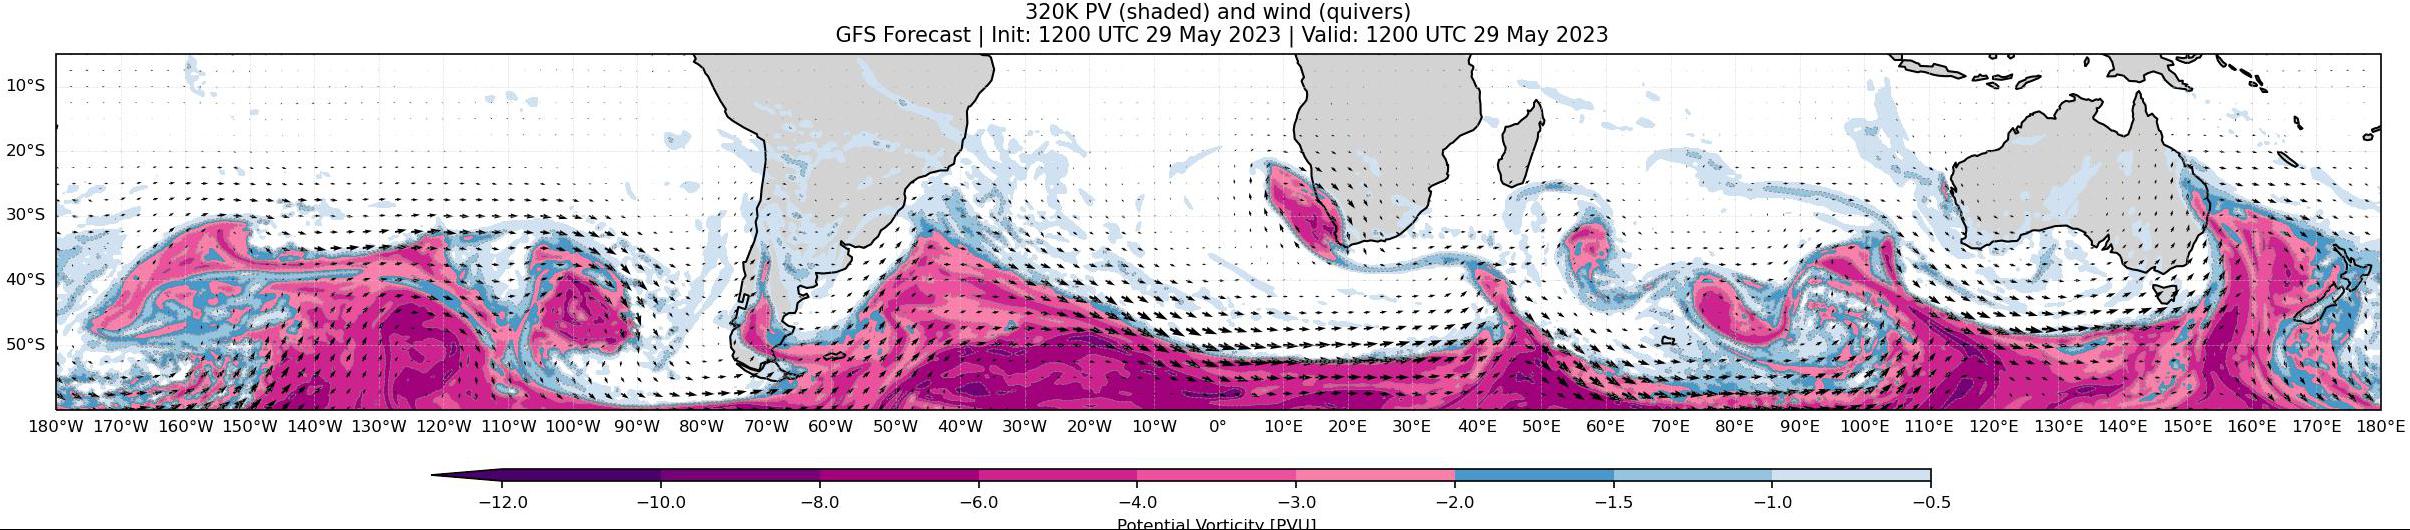 320K PV (shaded) and wind (quivers)
GFS Forecast | Init: 1200 UTC 29 May 2023 | Valid: 1200 UTC 29 May 2023
10°S
20°S
30°S
40°S
50°S
180°W 170°W 160°W 150°W 140°W 130°W 120°W 110°W 100°W 90°W 80°W 70°W 60°W 50°W 40°W 30°W 20°W 10°W 0° 10°E 20°E 30°E 40°E 50°E 60°E 70°E 80°E 90°E 100°E 110°E 120°E 130°E 140°E 150°E 160°E 170°E 180°E
−12.0 −10.0 −8.0 −6.0 −4.0 −3.0 −2.0 −1.5 −1.0 −0.5
Potential Vorticity [PVU]